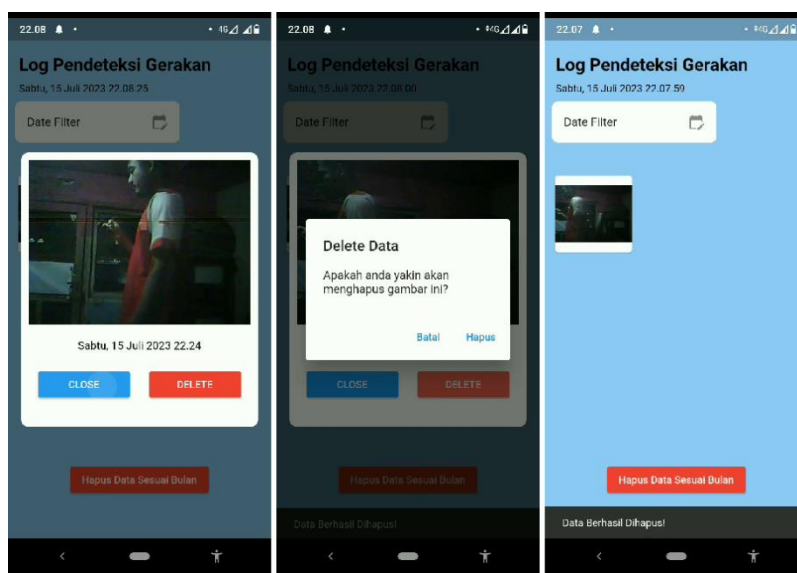 22.08
4G
Log Pendeteksi Gerakan
Sabtu, 15 Juli 2023 22.08.25
Date Filter
Sabtu, 15 Juli 2023 22.24
CLOSE
DELETE
Hapus Data Sesuai Bulan
22.08
4G
Log Pendeteksi Gerakan
Sabtu, 15 Juli 2023 22.08.00
Date Filter
Delete Data
Apakah anda yakin akan
menghapus gambar ini?
Batal
Hapus
CLOSE
DELETE
Hapus Data Sesuai Bulan
Data Berhasil Dihapus!
22.07
4G
Log Pendeteksi Gerakan
Sabtu, 15 Juli 2023 22.07.59
Date Filter
Hapus Data Sesuai Bulan
Data Berhasil Dihapus!